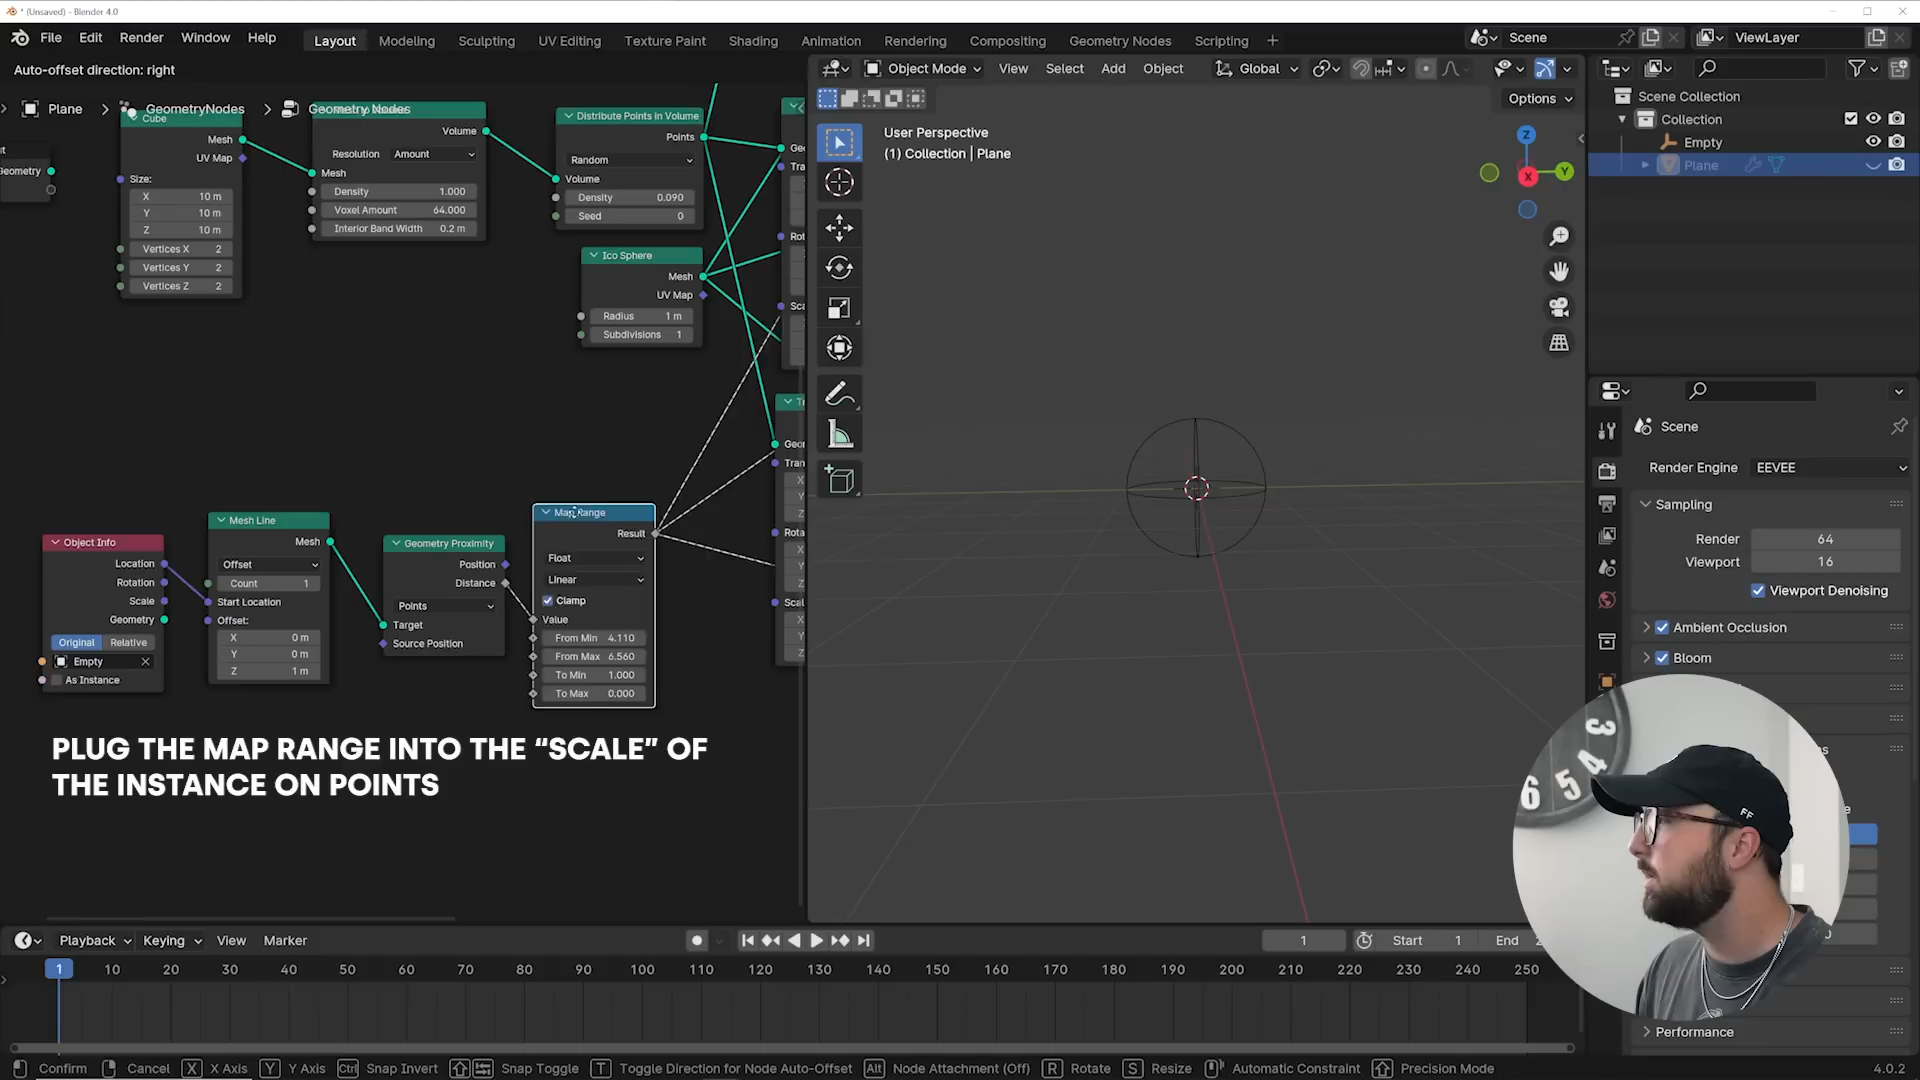 * (Unsaved) - Blender 4.0
File Edit Render Window Help
Layout Modeling Sculpting UV Editing Texture Paint Shading Animation Rendering Compositing Geometry Nodes Scripting +
Scene
ViewLayer
Auto-offset direction: right
Object Mode View Select Add Object Global
Plane > GeometryNodes > Geometry Nodes
Options
Cube
Mesh
UV Map
Size:
X 10 m
Y 10 m
Z 10 m
Vertices X 2
Vertices Y 2
Vertices Z 2
Volume
Resolution Amount
Mesh
Density 1.000
Voxel Amount 64.000
Interior Band Width 0.2 m
Distribute Points in Volume
Points
Random
Volume
Density 0.090
Seed 0
Ico Sphere
Mesh
UV Map
Radius 1 m
Subdivisions 1
Object Info
Location
Rotation
Scale
Geometry
Original Relative
Empty
As Instance
Mesh Line
Mesh
Offset
Count 1
Start Location
Offset:
X 0 m
Y 0 m
Z 1 m
Geometry Proximity
Position
Distance
Points
Target
Source Position
Map Range
Result
Float
Linear
Clamp
Value
From Min 4.110
From Max 6.560
To Min 1.000
To Max 0.000
PLUG THE MAP RANGE INTO THE “SCALE” OF
THE INSTANCE ON POINTS
User Perspective
(1) Collection | Plane
Z
X
Y
Scene Collection
Collection
Empty
Plane
Scene
Render Engine EEVEE
Sampling
Render 64
Viewport 16
Viewport Denoising
Ambient Occlusion
Bloom
Performance
3
4
5
6
FF
Playback Keying View Marker
1
Start 1 End
1 10 20 30 40 50 60 70 80 90 100 110 120 130 140 150 160 170 180 190 200 210 220 230 240 250
Confirm Cancel X X Axis Y Y Axis Ctrl Snap Invert Snap Toggle T Toggle Direction for Node Auto-Offset Alt Node Attachment (Off) R Rotate S Resize Automatic Constraint Precision Mode
4.0.2